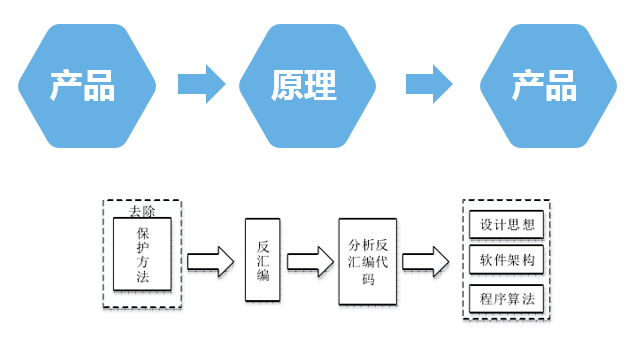 产品
原理
产品
去除
保
护
方
法
反
汇
编
分析反
汇编代
码
设计思想
软件架构
程序算法